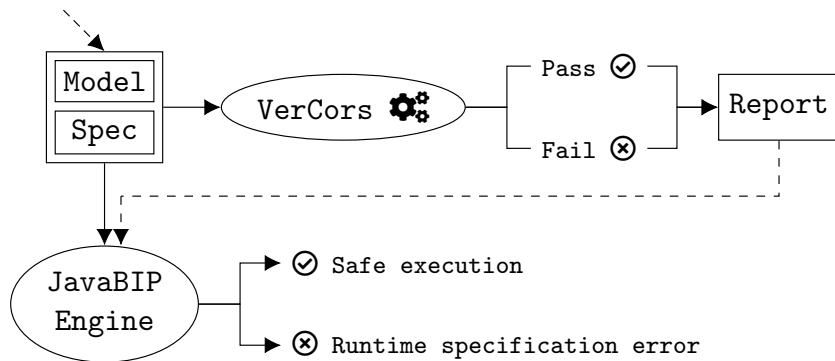 Model
Spec
VerCors
Pass
Fail
Report
JavaBIP
Engine
Safe execution
Runtime specification error